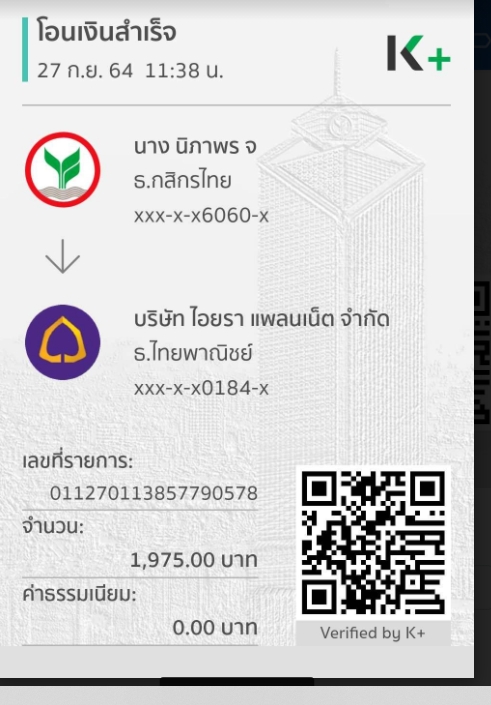 โอนเงินสำเร็จ
27 ก.ย. 64 11:38 น.
K+
นาง นิภาพร จ
ธ.กสิกรไทย
xxx-x-x6060-x
บริษัท ไอยรา แพลนเน็ต จำกัด
ธ.ไทยพาณิชย์
xxx-x-x0184-x
เลขที่รายการ:
011270113857790578
จำนวน:
1,975.00 บาท
ค่าธรรมเนียม:
0.00 บาท
Verified by K+